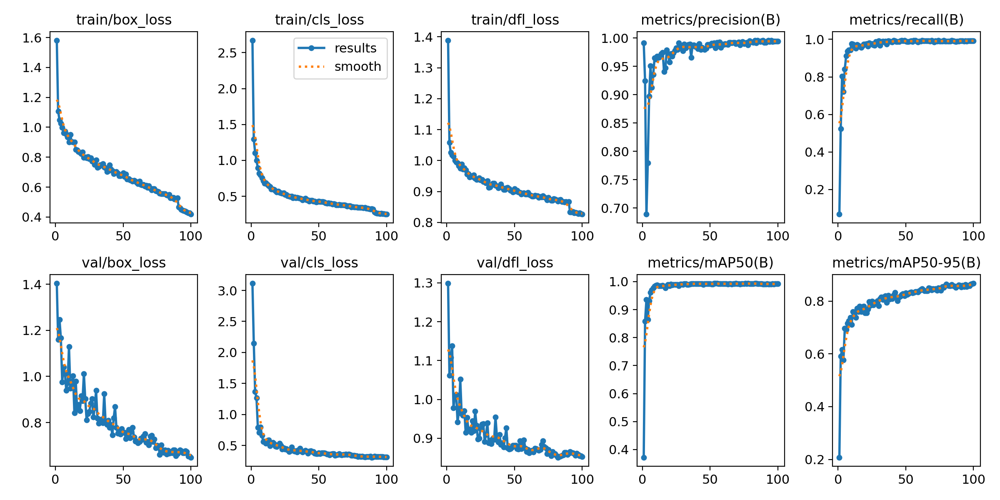 train/box_loss
1.6
1.4
1.2
1.0
0.8
0.6
0.4
0 50 100
train/cls_loss
results
smooth
2.5
2.0
1.5
1.0
0.5
0 50 100
train/dfl_loss
1.4
1.3
1.2
1.1
1.0
0.9
0.8
0 50 100
metrics/precision(B)
1.00
0.95
0.90
0.85
0.80
0.75
0.70
0 50 100
metrics/recall(B)
1.0
0.8
0.6
0.4
0.2
0 50 100
val/box_loss
1.4
1.2
1.0
0.8
0 50 100
val/cls_loss
3.0
2.5
2.0
1.5
1.0
0.5
0 50 100
val/dfl_loss
1.3
1.2
1.1
1.0
0.9
0 50 100
metrics/mAP50(B)
1.0
0.9
0.8
0.7
0.6
0.5
0.4
0 50 100
metrics/mAP50-95(B)
0.8
0.6
0.4
0.2
0 50 100